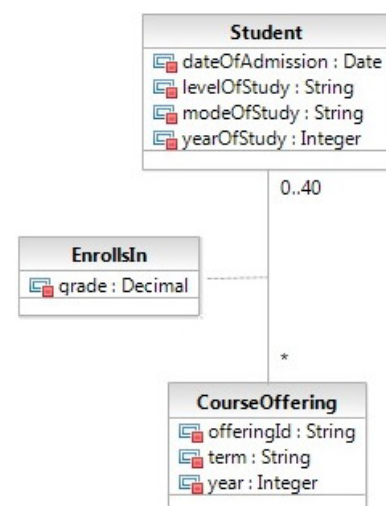 Student
dateOfAdmission : Date
levelOfStudy : String
modeOfStudy : String
yearOfStudy : Integer
0..40
EnrollsIn
grade : Decimal
*
CourseOffering
offeringId : String
term : String
year : Integer